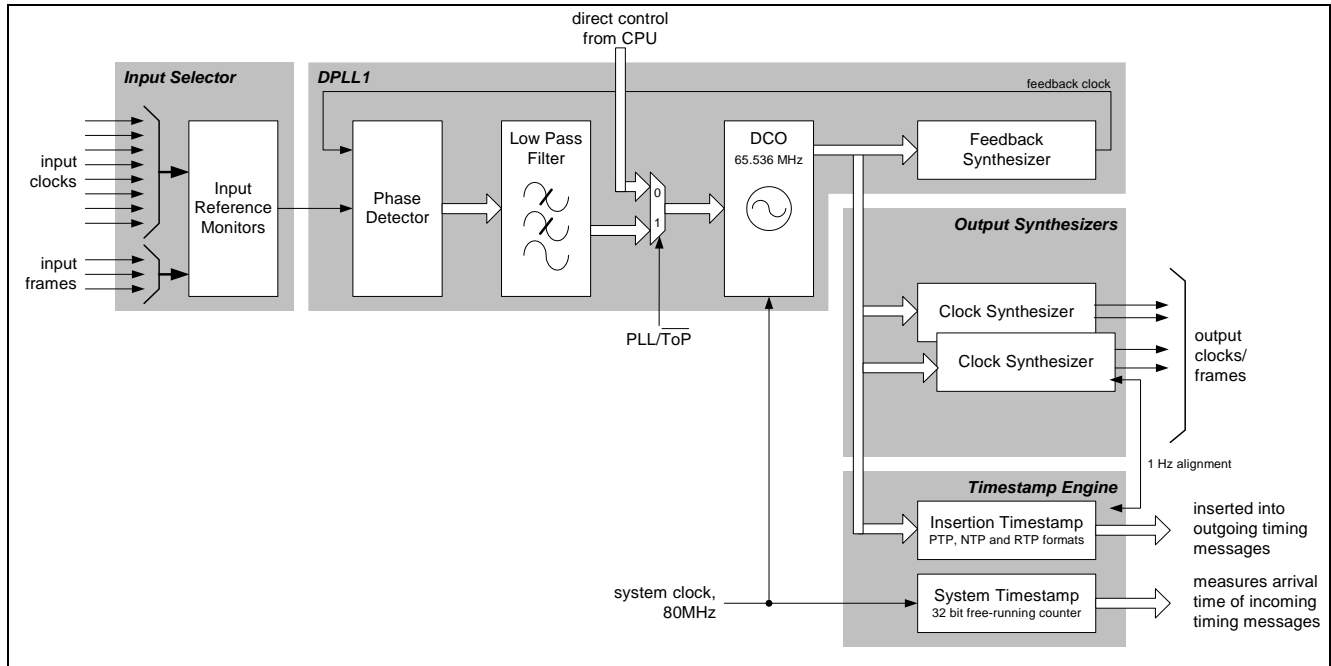 direct control
from CPU
Input Selector
DPLL1
feedback clock
input
clocks
input
frames
Input
Reference
Monitors
Phase
Detector
Low Pass
Filter
0
1
PLL/ToP
DCO
65.536 MHz
Feedback
Synthesizer
Output Synthesizers
Clock Synthesizer
Clock Synthesizer
output
clocks/
frames
1 Hz alignment
Timestamp Engine
Insertion Timestamp
PTP, NTP and RTP formats
inserted into
outgoing timing
messages
system clock,
80MHz
System Timestamp
32 bit free-running counter
measures arrival
time of incoming
timing messages